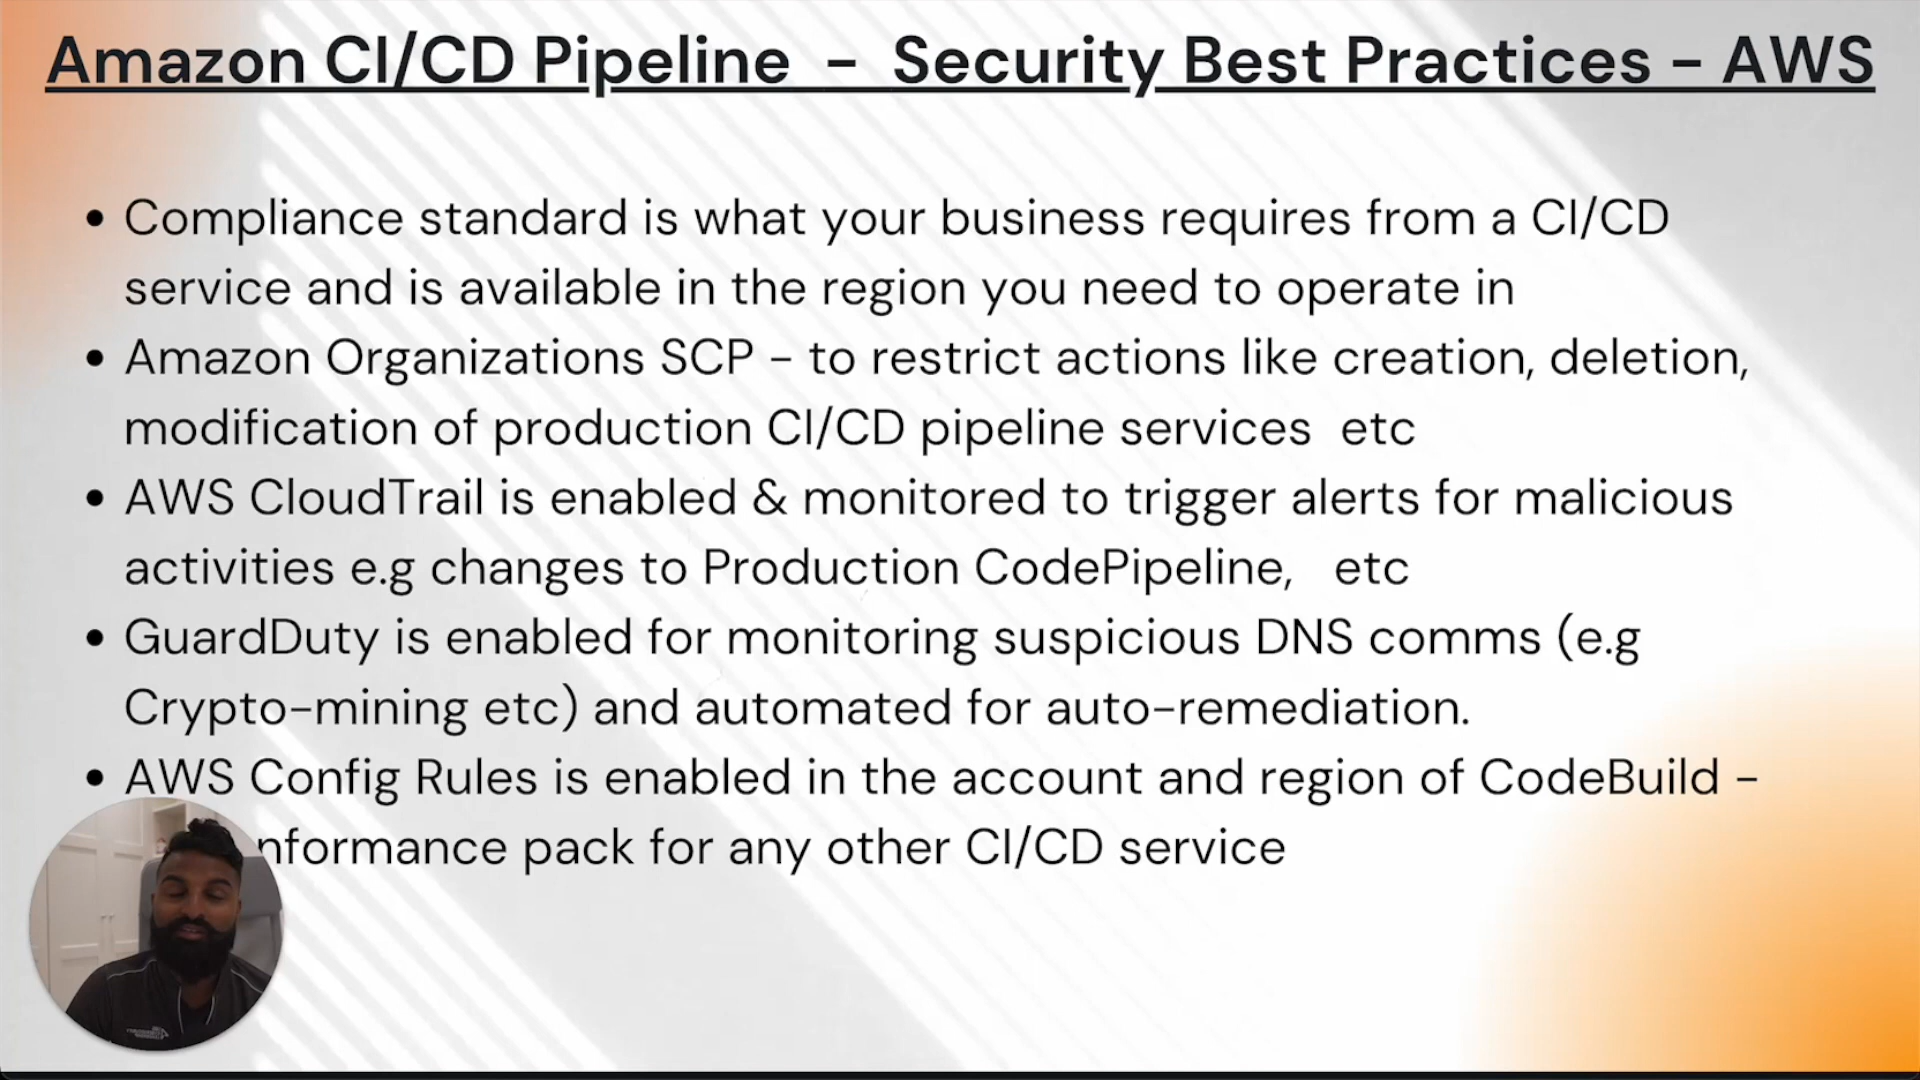 Amazon CI/CD Pipeline - Security Best Practices - AWS
• Compliance standard is what your business requires from a CI/CD
service and is available in the region you need to operate in
• Amazon Organizations SCP - to restrict actions like creation, deletion,
modification of production CI/CD pipeline services etc
• AWS CloudTrail is enabled & monitored to trigger alerts for malicious
activities e.g changes to Production CodePipeline, etc
• GuardDuty is enabled for monitoring suspicious DNS comms (e.g
Crypto-mining etc) and automated for auto-remediation.
• AWS Config Rules is enabled in the account and region of CodeBuild -
nformance pack for any other CI/CD service